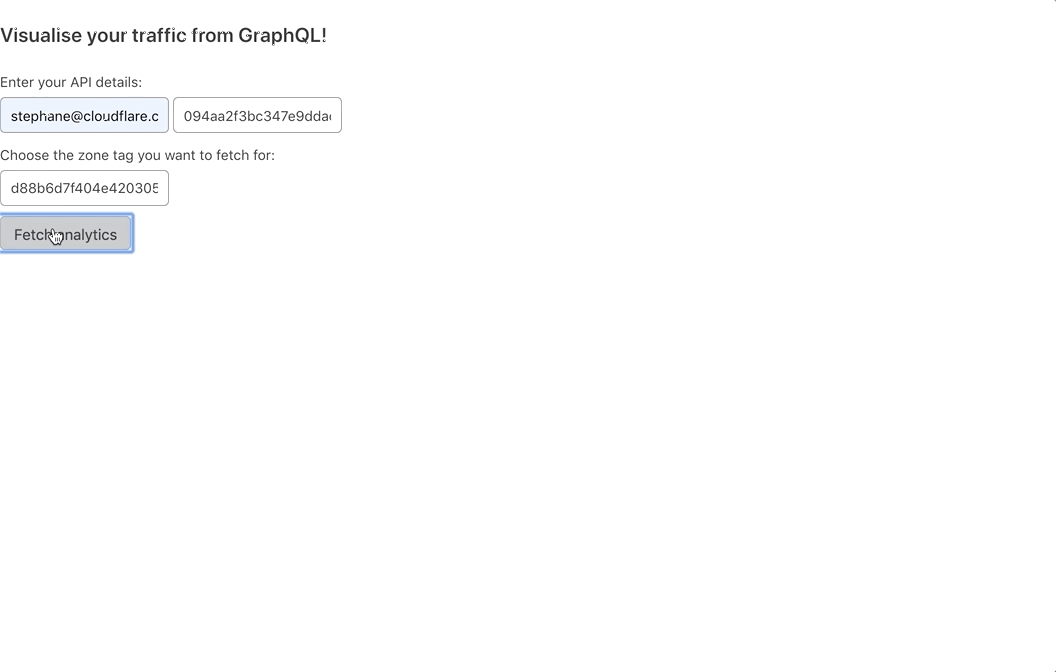 Visualise your traffic from GraphQL!
Enter your API details:
stephane@cloudflare.c 094aa2f3bc347e9dda
Choose the zone tag you want to fetch for:
d88b6d7f404e420305
Fetch analytics